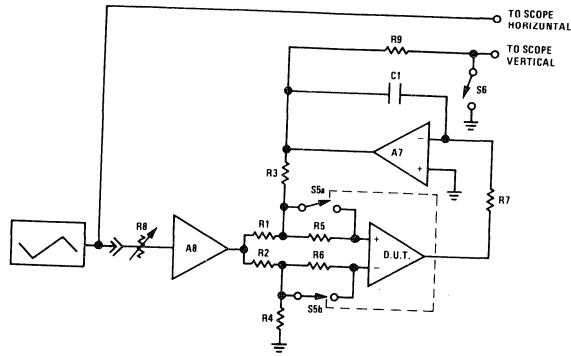 TO SCOPE
HORIZONTAL
R9
TO SCOPE
VERTICAL
C1
S6
A7
−
+
R3
S5a
R7
R8
R1
R5
A8
+
R2
R6
−
D.U.T.
S5b
R4